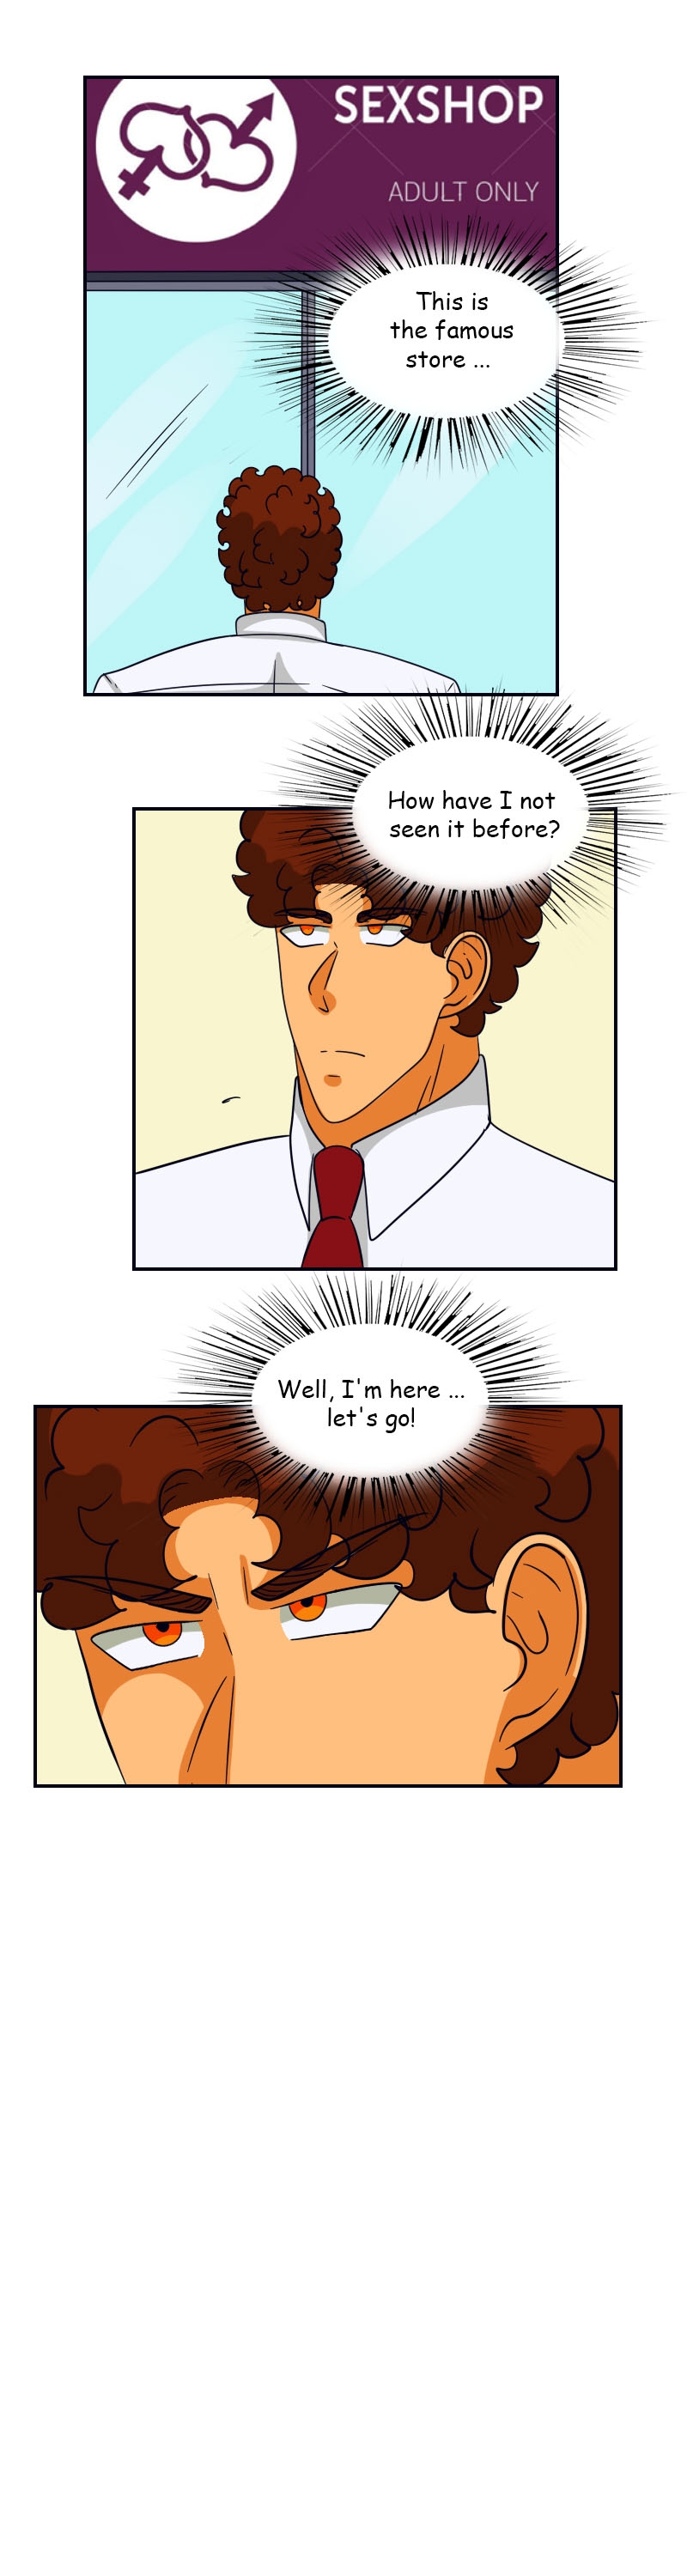 SEXSHOP
ADULT ONLY
This is
the famous
store ...
How have I not
seen it before?
Well, I'm here ...
let's go!